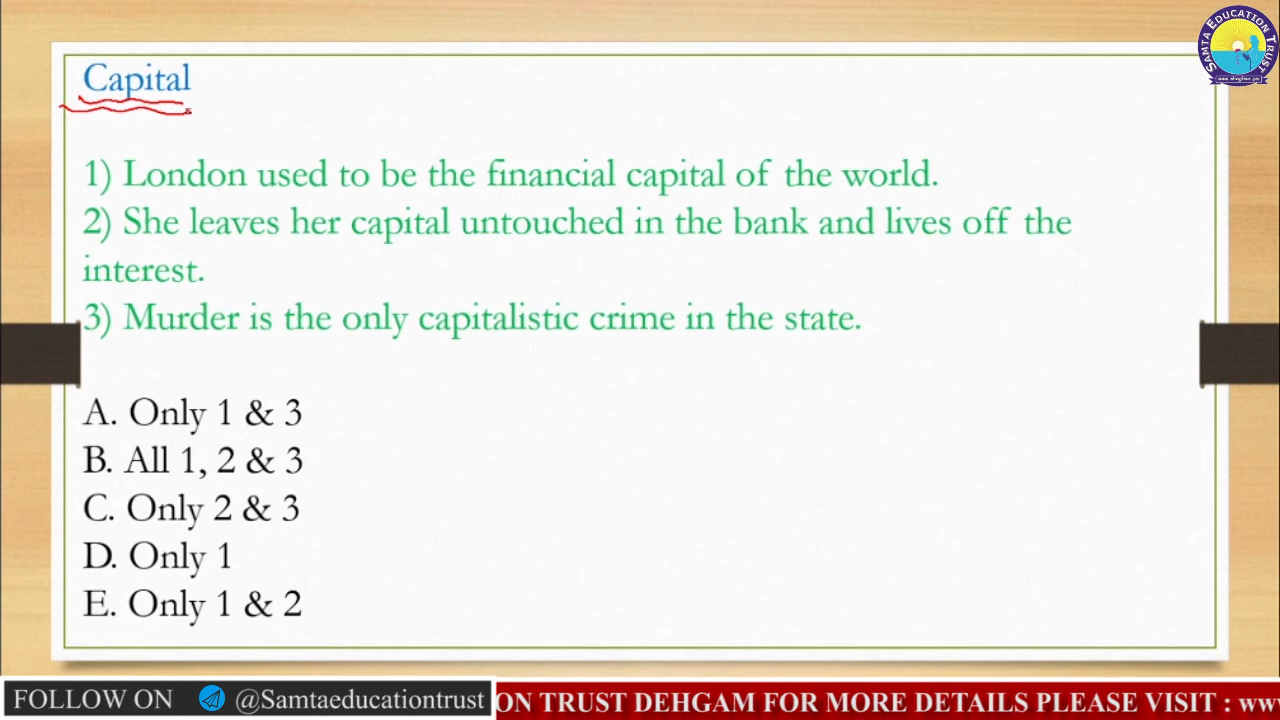 SAMTA EDUCATION TRUST
Capital
1) London used to be the financial capital of the world.
2) She leaves her capital untouched in the bank and lives off the
interest.
3) Murder is the only capitalistic crime in the state.
A. Only 1 & 3
B. All 1, 2 & 3
C. Only 2 & 3
D. Only 1
E. Only 1 & 2
FOLLOW ON @Samtaeducationtrust
ON TRUST DEHGAM FOR MORE DETAILS PLEASE VISIT : ww